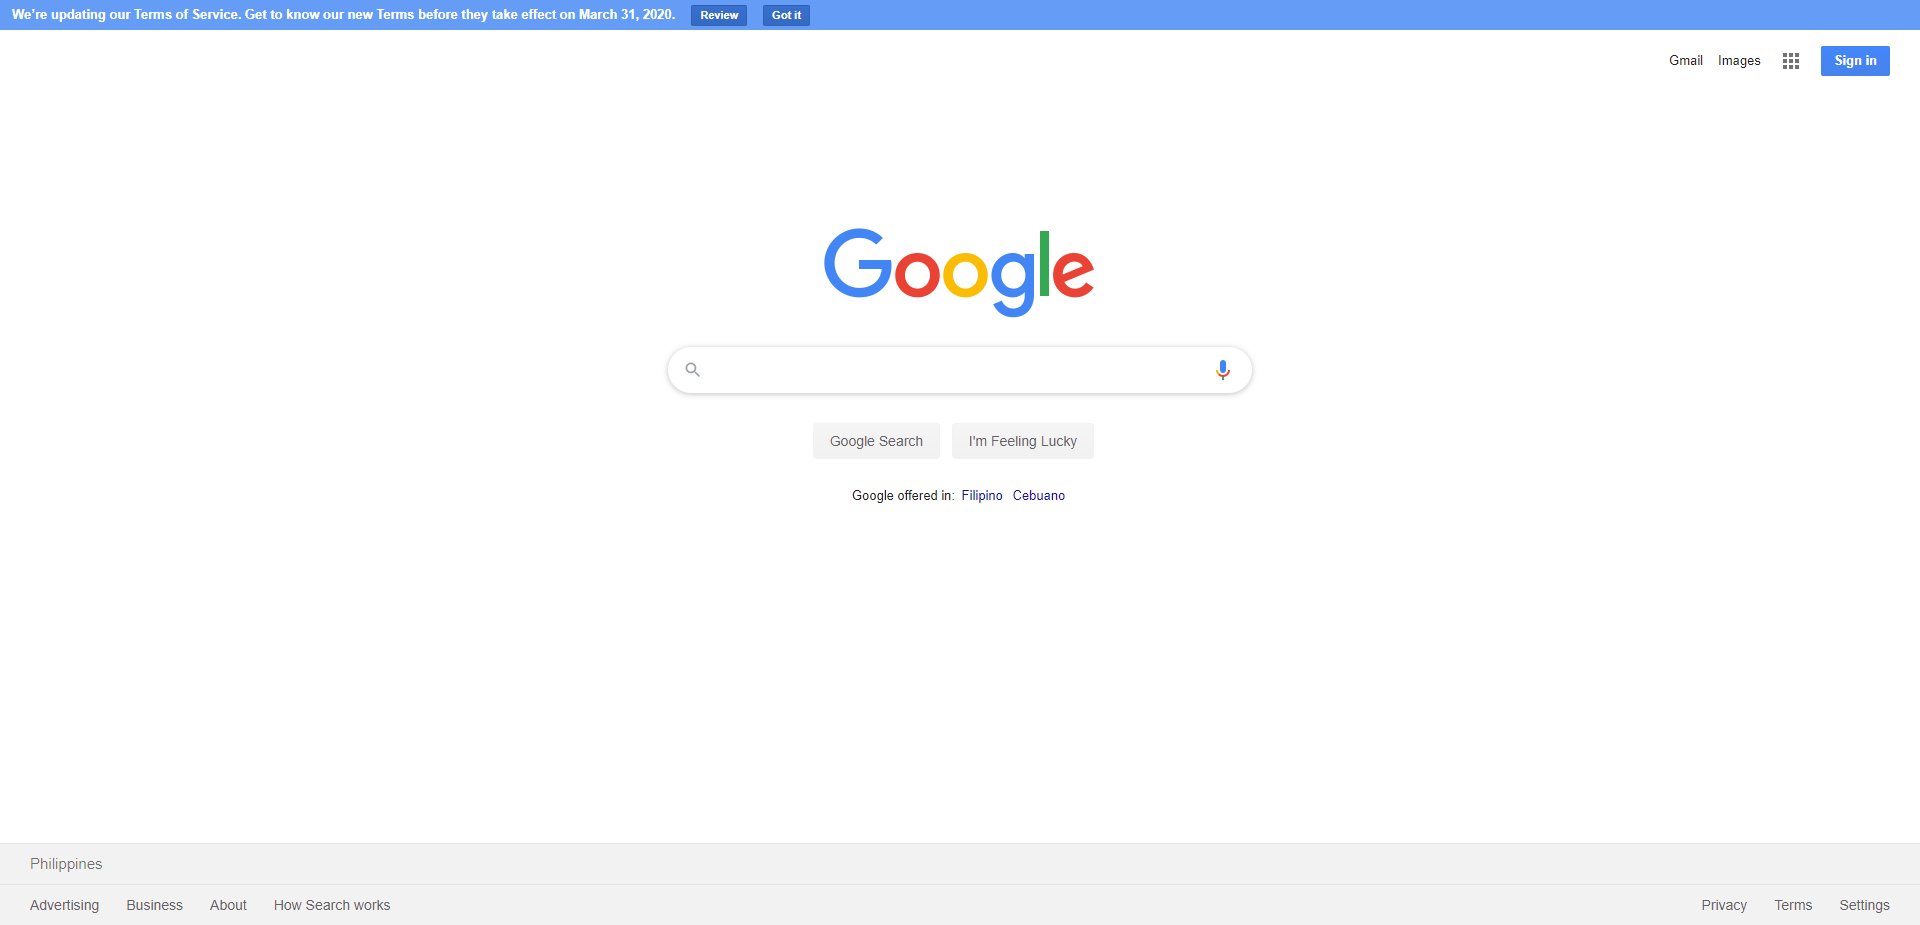 We're updating our Terms of Service. Get to know our new Terms before they take effect on March 31, 2020. Review Got it
Gmail Images Sign in
Google
Google Search I'm Feeling Lucky
Google offered in: Filipino Cebuano
Philippines
Advertising Business About How Search works Privacy Terms Settings